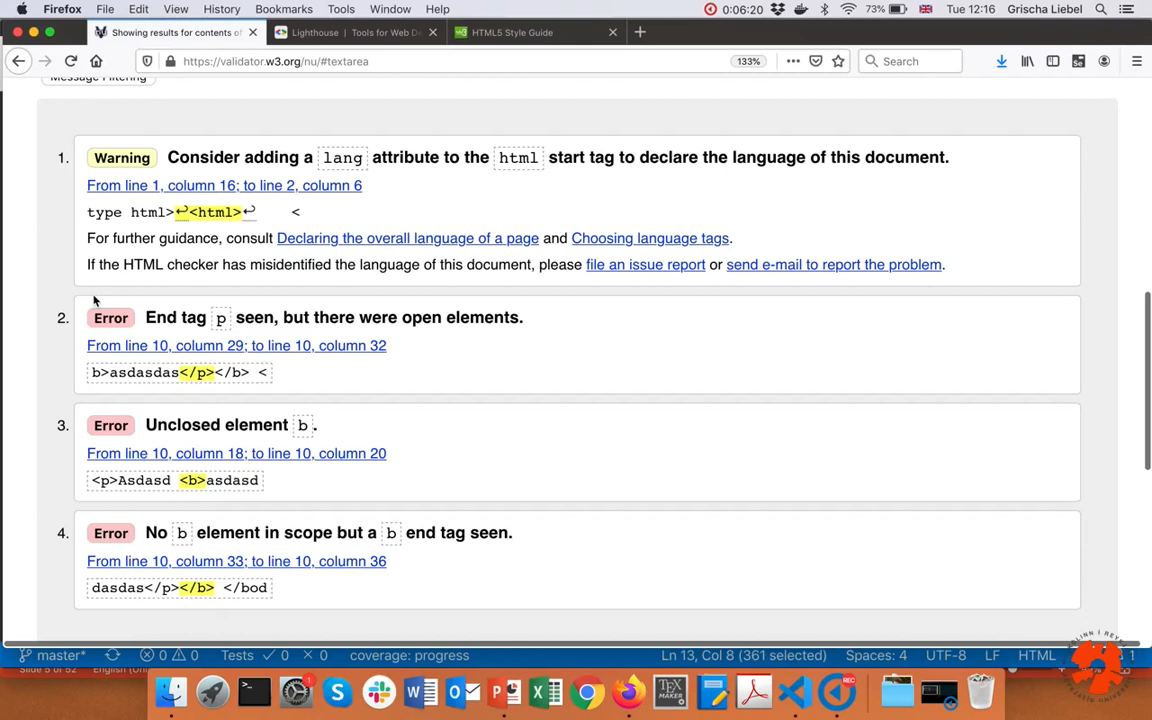 Firefox File Edit View History Bookmarks Tools Window Help 0:06:20 73% Tue 12:16 Grischa Liebel
Showing results for contents of Lighthouse | Tools for Web De HTML5 Style Guide
https://validator.w3.org/nu/#textarea 133% Search
Message Filtering
1. Warning Consider adding a lang attribute to the html start tag to declare the language of this document.
From line 1, column 16; to line 2, column 6
type html>↩<html>↩ <
For further guidance, consult Declaring the overall language of a page and Choosing language tags.
If the HTML checker has misidentified the language of this document, please file an issue report or send e-mail to report the problem.
2. Error End tag p seen, but there were open elements.
From line 10, column 29; to line 10, column 32
b>asdasdas</p></b> <
3. Error Unclosed element b.
From line 10, column 18; to line 10, column 20
<p>Asdasd <b>asdasd
4. Error No b element in scope but a b end tag seen.
From line 10, column 33; to line 10, column 36
dasdas</p></b> </bod
master* 0 0 Tests 0 0 coverage: progress Ln 13, Col 8 (361 selected) Spaces: 4 UTF-8 LF HTML 1
Slide 5 of 52